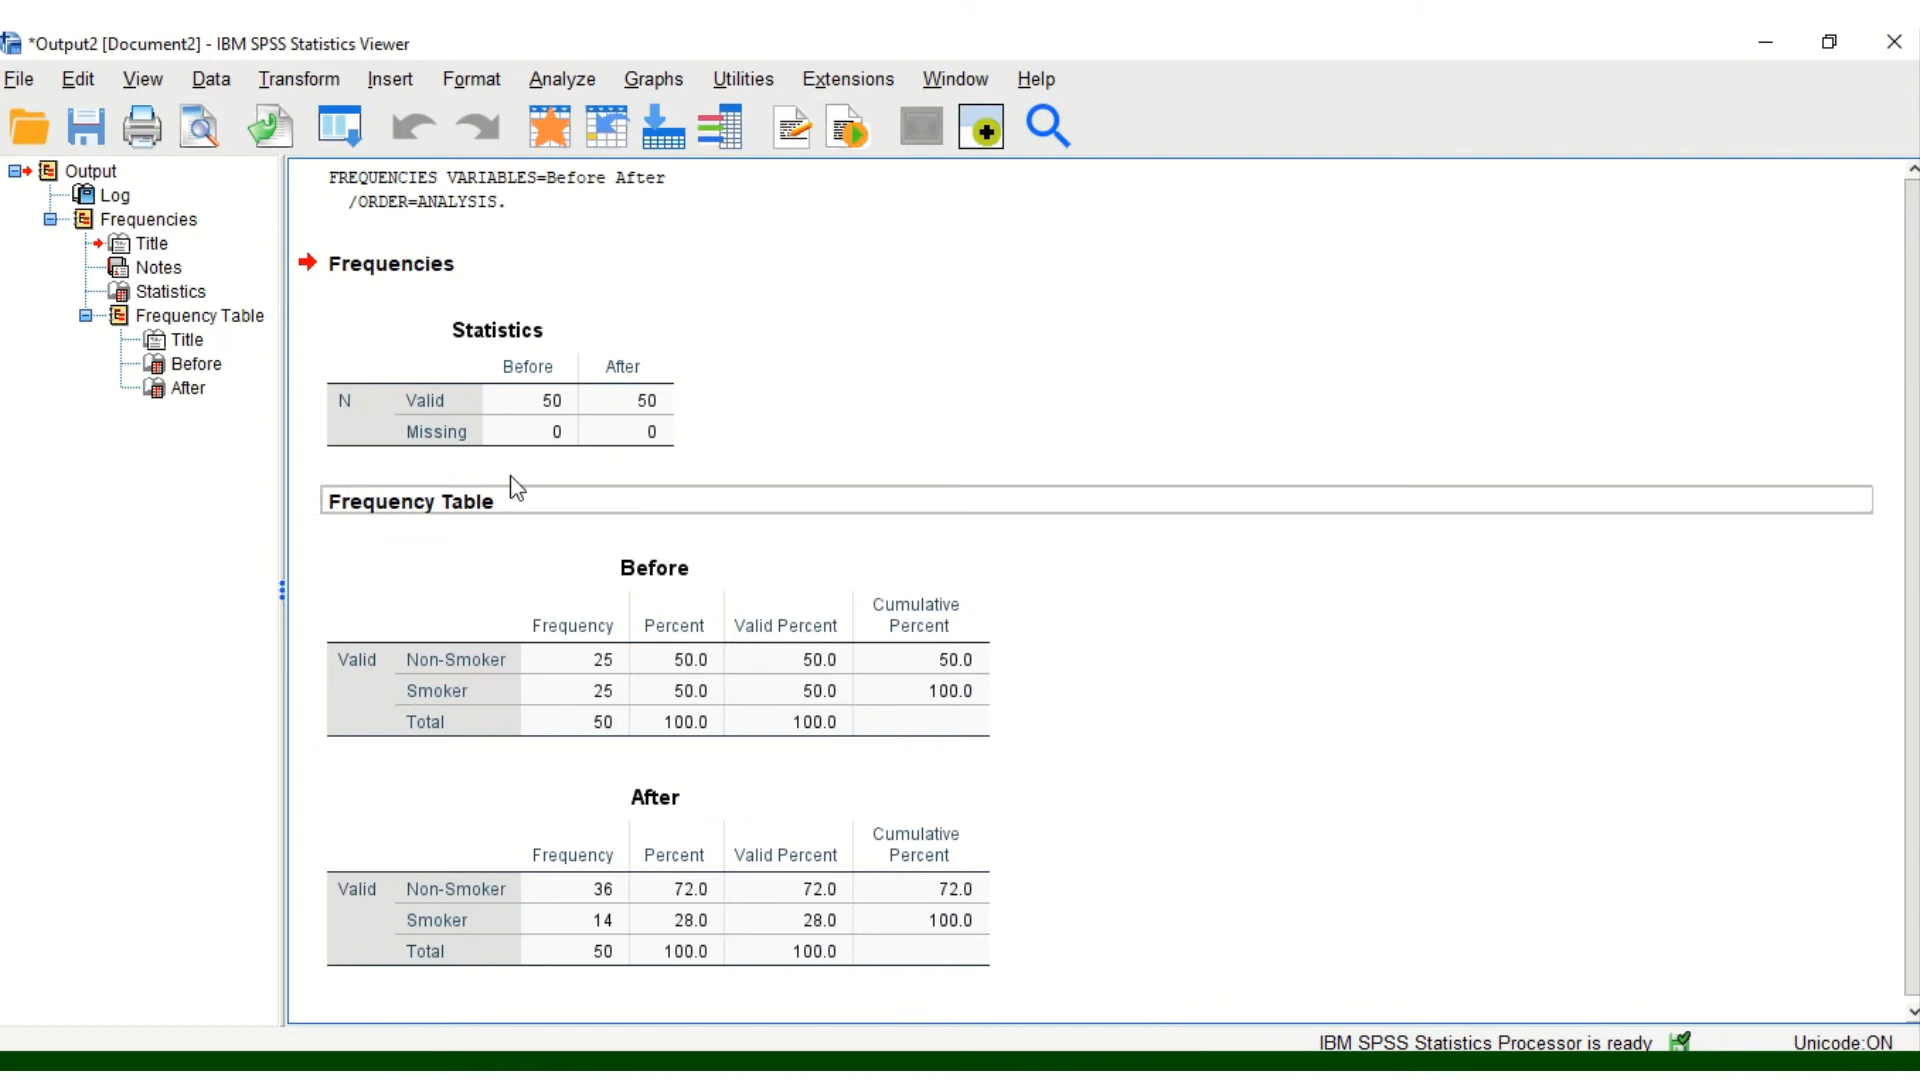 *Output2 [Document2] - IBM SPSS Statistics Viewer
File Edit View Data Transform Insert Format Analyze Graphs Utilities Extensions Window Help
Output
Log
Frequencies
Title
Notes
Statistics
Frequency Table
Title
Before
After
FREQUENCIES VARIABLES=Before After
/ORDER=ANALYSIS.
Frequencies
Statistics
Before After
N Valid 50 50
Missing 0 0
Frequency Table
Before
Frequency Percent Valid Percent Cumulative Percent
Valid Non-Smoker 25 50.0 50.0 50.0
Smoker 25 50.0 50.0 100.0
Total 50 100.0 100.0
After
Frequency Percent Valid Percent Cumulative Percent
Valid Non-Smoker 36 72.0 72.0 72.0
Smoker 14 28.0 28.0 100.0
Total 50 100.0 100.0
IBM SPSS Statistics Processor is ready Unicode:ON